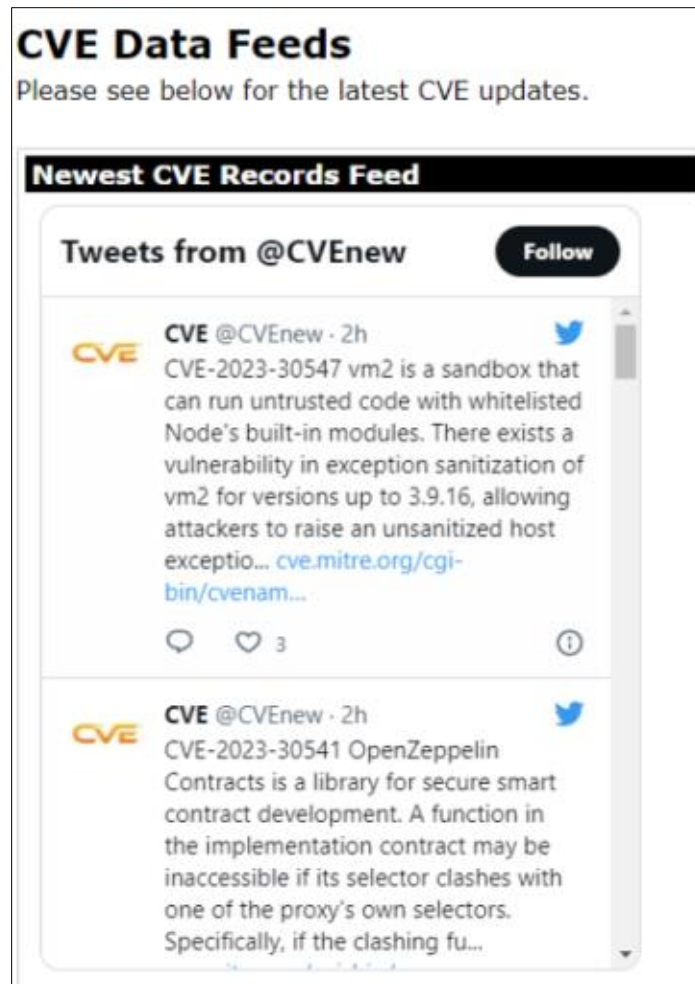 CVE Data Feeds
Please see below for the latest CVE updates.
Newest CVE Records Feed
Tweets from @CVEnew
Follow
CVE
CVE @CVEnew · 2h
CVE-2023-30547 vm2 is a sandbox that
can run untrusted code with whitelisted
Node's built-in modules. There exists a
vulnerability in exception sanitization of
vm2 for versions up to 3.9.16, allowing
attackers to raise an unsanitized host
exceptio... cve.mitre.org/cgi-
bin/cvenam...
3
CVE
CVE @CVEnew · 2h
CVE-2023-30541 OpenZeppelin
Contracts is a library for secure smart
contract development. A function in
the implementation contract may be
inaccessible if its selector clashes with
one of the proxy's own selectors.
Specifically, if the clashing fu...